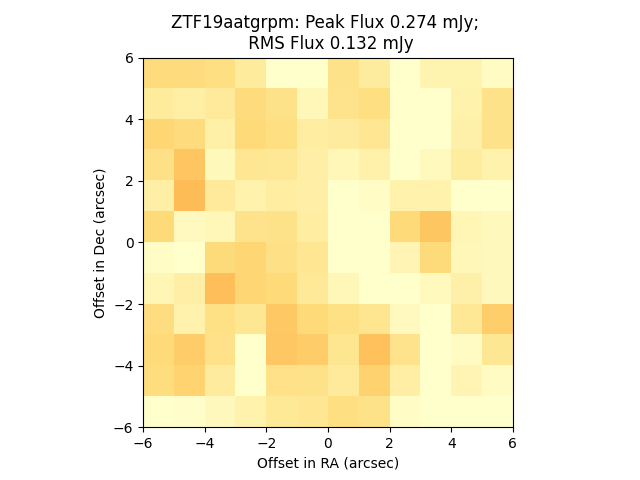 ZTF19aatgrpm: Peak Flux 0.274 mJy;
RMS Flux 0.132 mJy
6
4
2
0
−2
−4
−6
Offset in Dec (arcsec)
−6 −4 −2 0 2 4 6
Offset in RA (arcsec)